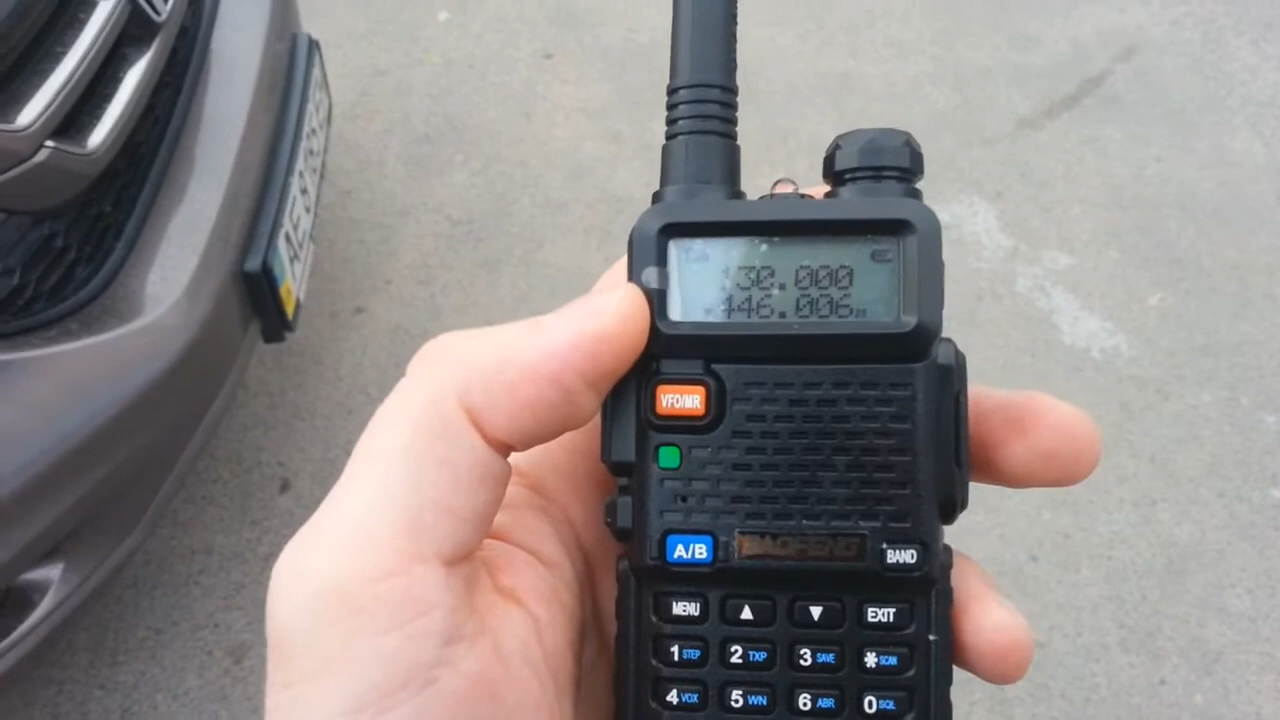 130.000
446.006
VFO/MR
A/B
BAOFENG
BAND
MENU ▲ ▼ EXIT
1 STEP 2 TXP 3 SAVE * SCAN
4 VOX 5 WN 6 ABR 0 SQL